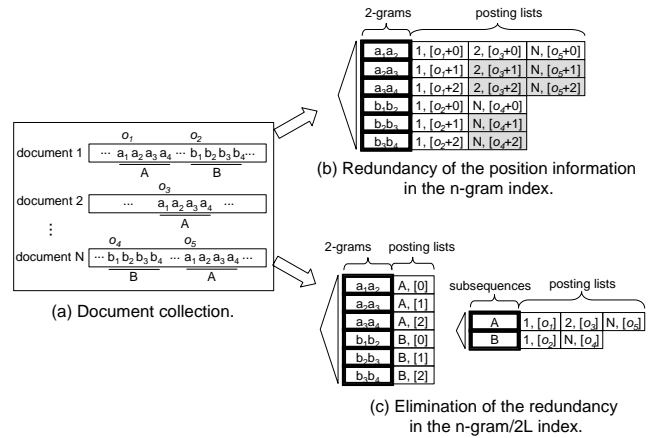 2-grams posting lists
a₁a₂ 1, [o₁+0] 2, [o₃+0] N, [o₅+0]
a₂a₃ 1, [o₁+1] 2, [o₃+1] N, [o₅+1]
a₃a₄ 1, [o₁+2] 2, [o₃+2] N, [o₅+2]
b₁b₂ 1, [o₂+0] N, [o₄+0]
b₂b₃ 1, [o₂+1] N, [o₄+1]
b₃b₄ 1, [o₂+2] N, [o₄+2]
(b) Redundancy of the position information
in the n-gram index.
o₁ o₂
document 1 ··· a₁ a₂ a₃ a₄ ··· b₁ b₂ b₃ b₄ ···
A B
o₃
document 2 ··· a₁ a₂ a₃ a₄ ···
A
⋮
o₄ o₅
document N ··· b₁ b₂ b₃ b₄ ··· a₁ a₂ a₃ a₄ ···
B A
(a) Document collection.
2-grams posting lists
a₁a₂ A, [0]
a₂a₃ A, [1]
a₃a₄ A, [2]
b₁b₂ B, [0]
b₂b₃ B, [1]
b₃b₄ B, [2]
subsequences posting lists
A 1, [o₁] 2, [o₃] N, [o₅]
B 1, [o₂] N, [o₄]
(c) Elimination of the redundancy
in the n-gram/2L index.